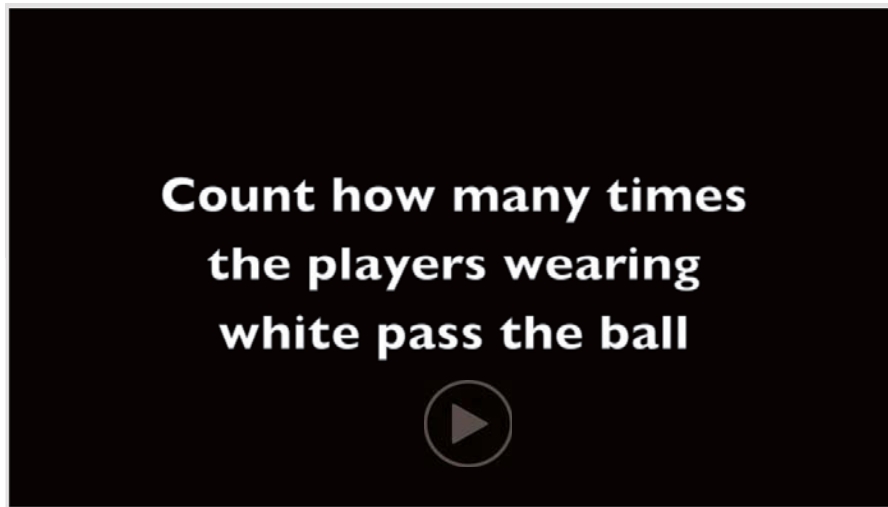 Count how many times
the players wearing
white pass the ball